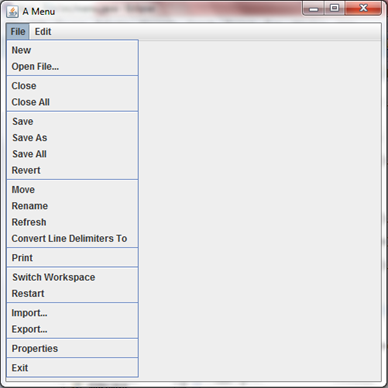 A Menu
File Edit
New
Open File...
Close
Close All
Save
Save As
Save All
Revert
Move
Rename
Refresh
Convert Line Delimiters To
Print
Switch Workspace
Restart
Import...
Export...
Properties
Exit